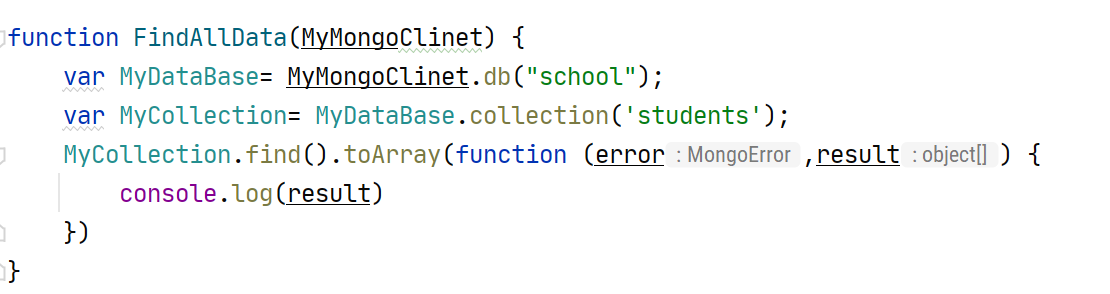 function FindAllData(MyMongoClinet) {
    var MyDataBase= MyMongoClinet.db("school");
    var MyCollection= MyDataBase.collection('students');
    MyCollection.find().toArray(function (error : MongoError ,result : object[] ) {
        console.log(result)
    })
}